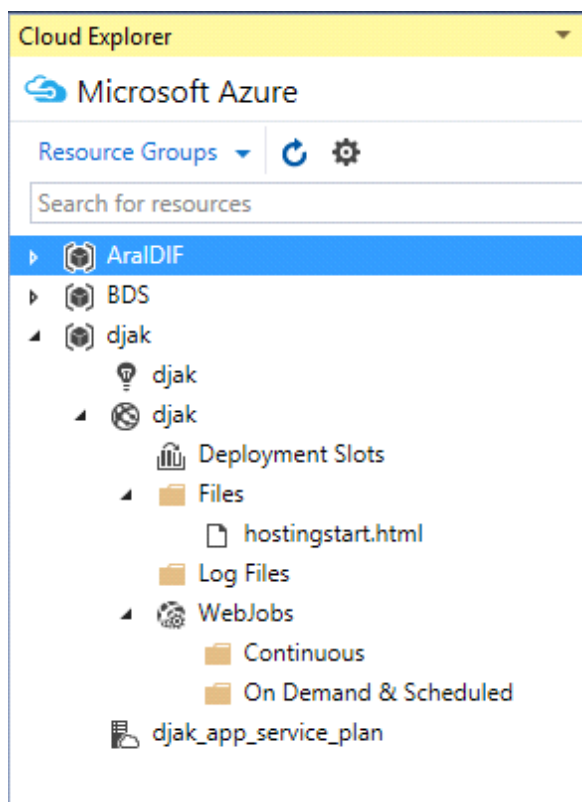 Cloud Explorer
Microsoft Azure
Resource Groups
Search for resources
AralDIF
BDS
djak
djak
djak
Deployment Slots
Files
hostingstart.html
Log Files
WebJobs
Continuous
On Demand & Scheduled
djak_app_service_plan